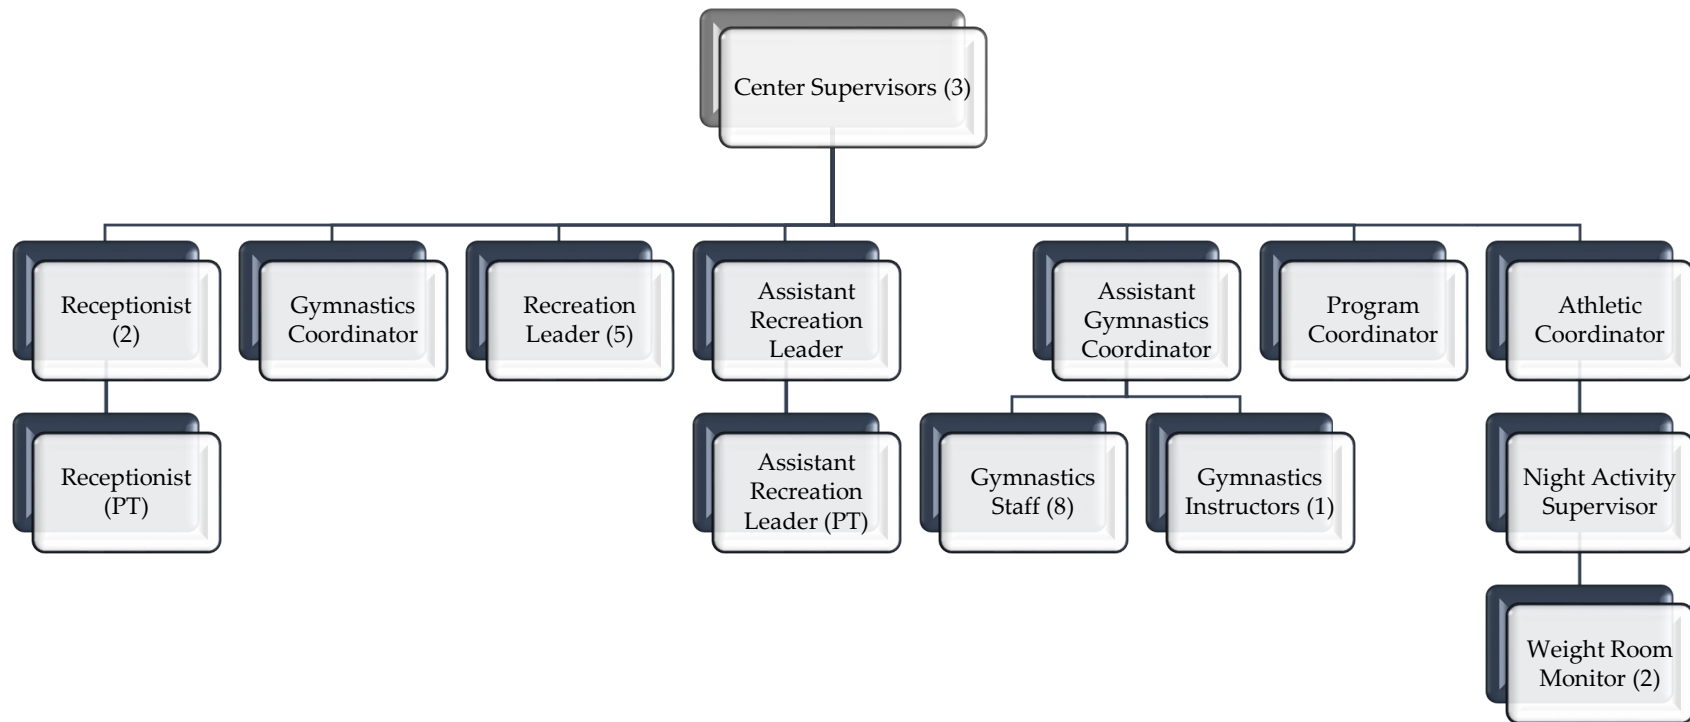 Center Supervisors (3)
Receptionist
(2)
Gymnastics
Coordinator
Recreation
Leader (5)
Assistant
Recreation
Leader
Assistant
Gymnastics
Coordinator
Program
Coordinator
Athletic
Coordinator
Receptionist
(PT)
Assistant
Recreation
Leader (PT)
Gymnastics
Staff (8)
Gymnastics
Instructors (1)
Night Activity
Supervisor
Weight Room
Monitor (2)